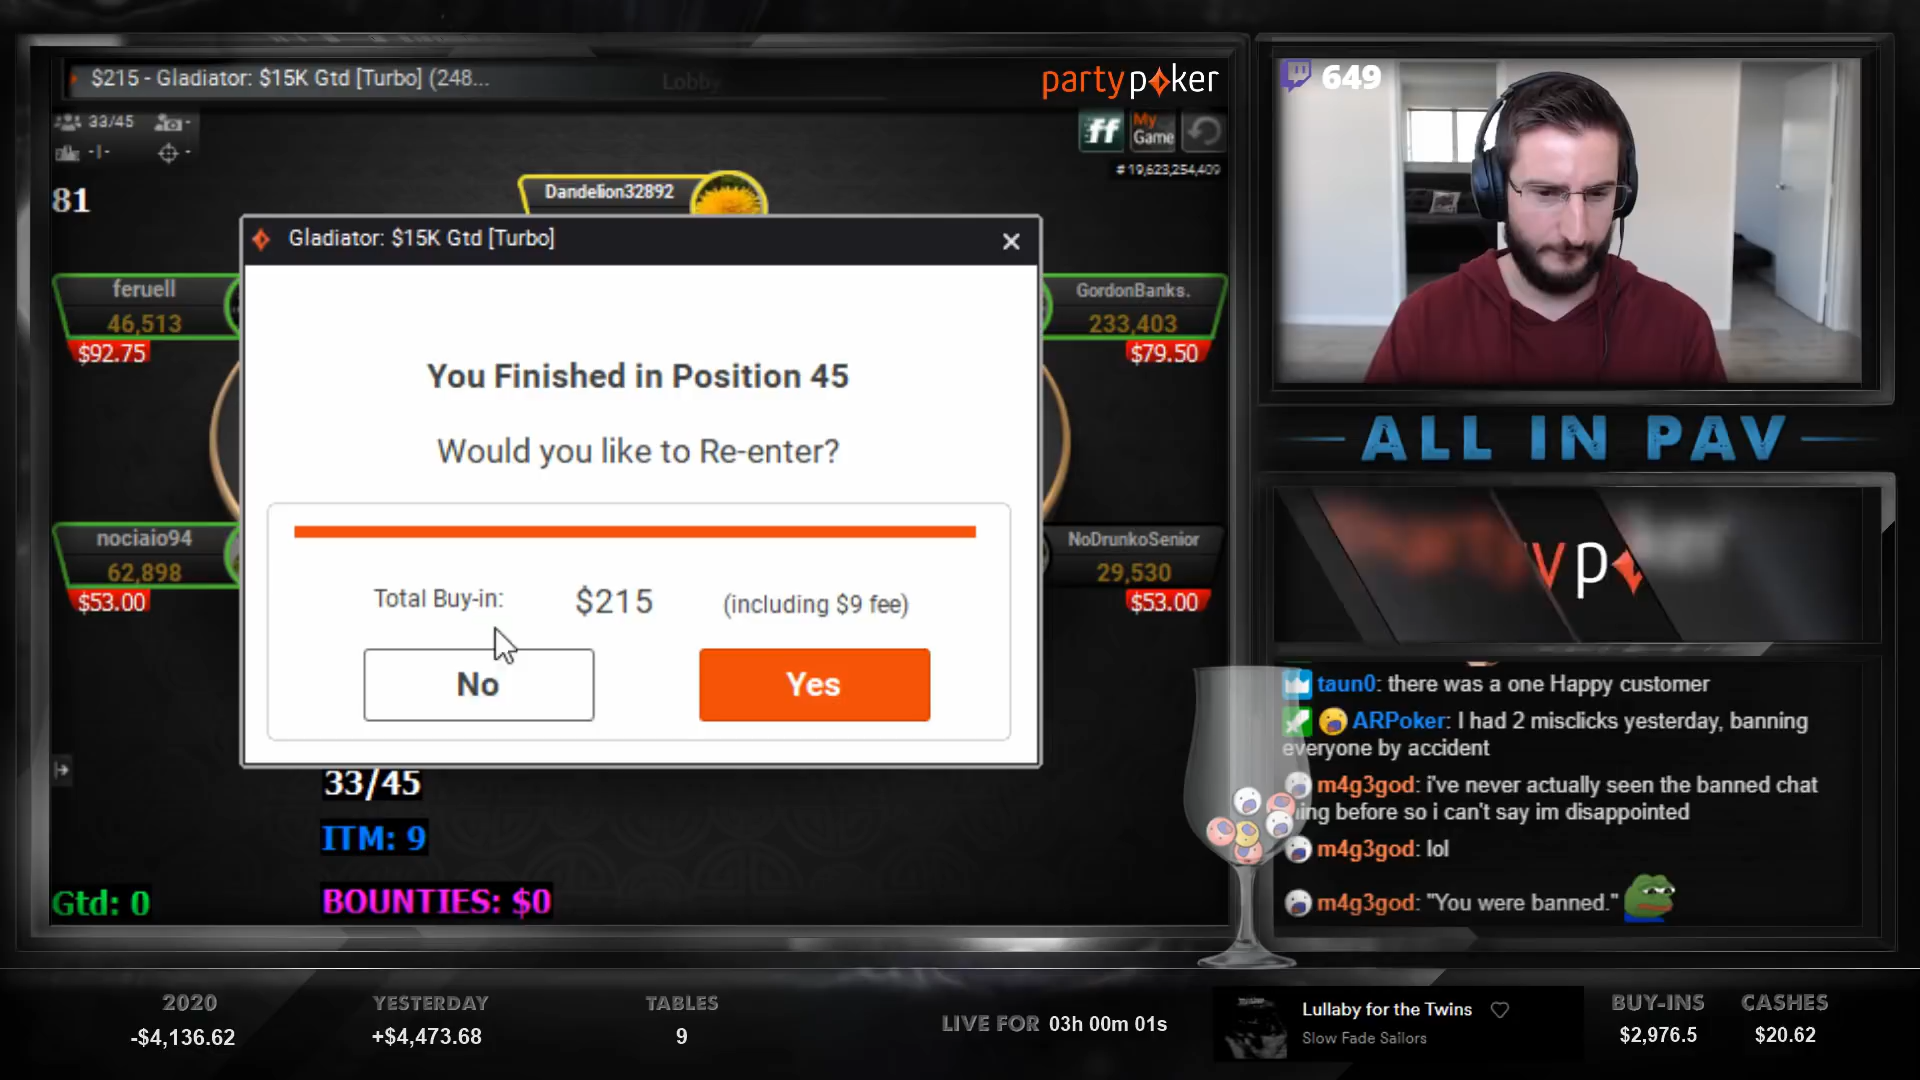 $215 - Gladiator: $15K Gtd [Turbo] (248...
Lobby
partypoker
33/45
-
-I-
-
81
ff
My
Game
#19,623,254,409
Dandelion32892
feruell
46,513
$92.75
GordonBanks.
233,403
$79.50
nociaio94
62,898
$53.00
NoDrunkoSenior
29,530
$53.00
Gladiator: $15K Gtd [Turbo]
You Finished in Position 45
Would you like to Re-enter?
Total Buy-in: $215 (including $9 fee)
No
Yes
33/45
ITM: 9
BOUNTIES: $0
Gtd: 0
649
ALL IN PAV
taun0: there was a one Happy customer
ARPoker: I had 2 misclicks yesterday, banning
everyone by accident
m4g3god: i've never actually seen the banned chat
before so i can't say im disappointed
m4g3god: lol
m4g3god: "You were banned."
2020
-$4,136.62
YESTERDAY
+$4,473.68
TABLES
9
LIVE FOR 03h 00m 01s
Lullaby for the Twins
Slow Fade Sailors
BUY-INS
$2,976.5
CASHES
$20.62